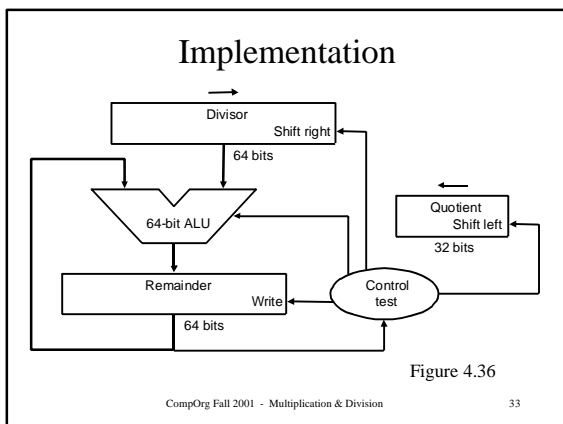 Implementation
Divisor
Shift right
64 bits
64-bit ALU
Quotient
Shift left
32 bits
Remainder
Write
Control
test
64 bits
Figure 4.36
CompOrg Fall 2001 - Multiplication & Division 33